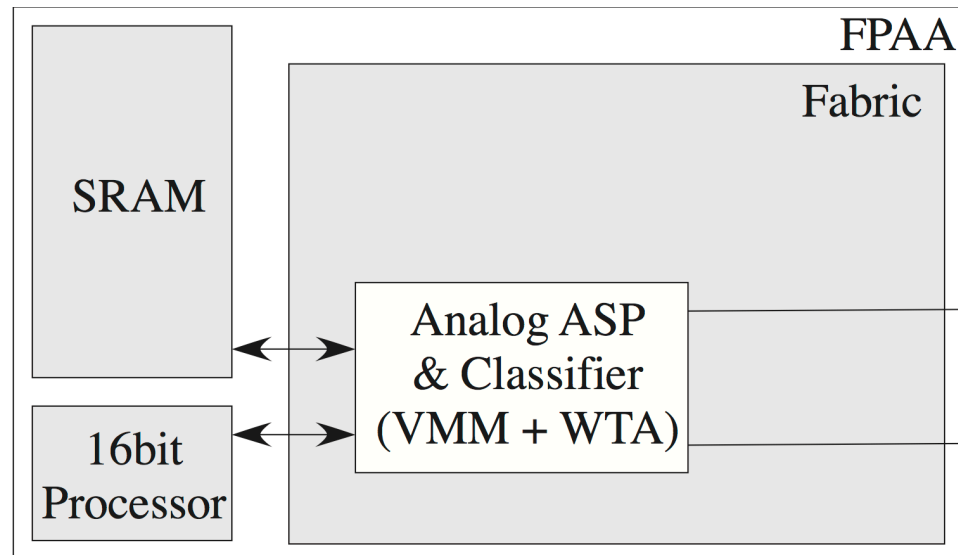 FPAA
Fabric
SRAM
Analog ASP
& Classifier
(VMM + WTA)
16bit
Processor